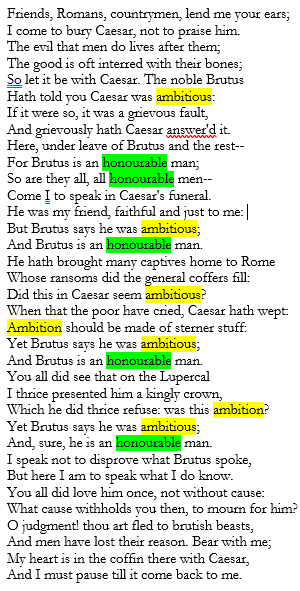 Friends, Romans, countrymen, lend me your ears;
I come to bury Caesar, not to praise him.
The evil that men do lives after them;
The good is oft interred with their bones;
So let it be with Caesar. The noble Brutus
Hath told you Caesar was ambitious:
If it were so, it was a grievous fault,
And grievously hath Caesar answer'd it.
Here, under leave of Brutus and the rest--
For Brutus is an honourable man;
So are they all, all honourable men--
Come I to speak in Caesar's funeral.
He was my friend, faithful and just to me:
But Brutus says he was ambitious;
And Brutus is an honourable man.
He hath brought many captives home to Rome
Whose ransoms did the general coffers fill:
Did this in Caesar seem ambitious?
When that the poor have cried, Caesar hath wept:
Ambition should be made of sterner stuff:
Yet Brutus says he was ambitious;
And Brutus is an honourable man.
You all did see that on the Lupercal
I thrice presented him a kingly crown,
Which he did thrice refuse: was this ambition?
Yet Brutus says he was ambitious;
And, sure, he is an honourable man.
I speak not to disprove what Brutus spoke,
But here I am to speak what I do know.
You all did love him once, not without cause:
What cause withholds you then, to mourn for him?
O judgment! thou art fled to brutish beasts,
And men have lost their reason. Bear with me;
My heart is in the coffin there with Caesar,
And I must pause till it come back to me.